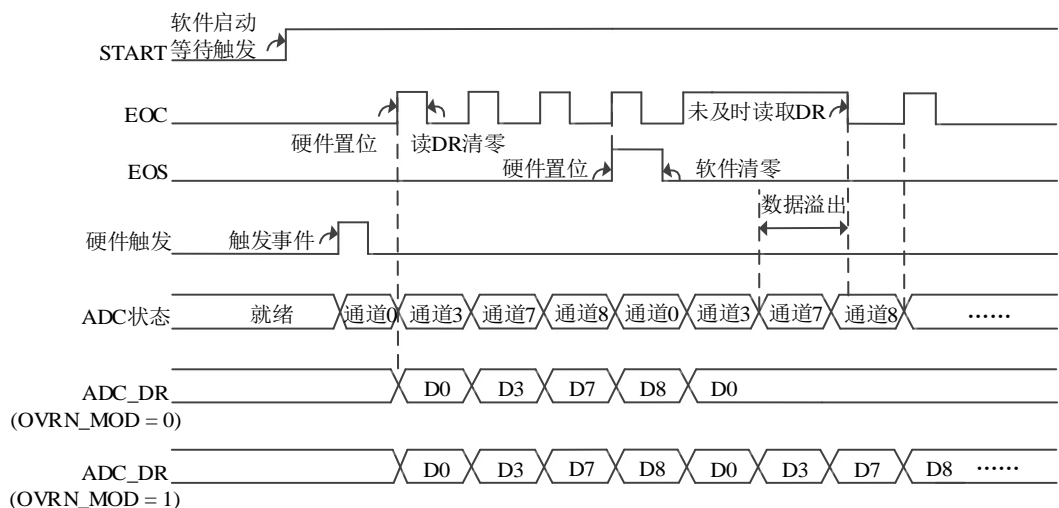 软件启动
START 等待触发
EOC 未及时读取DR
硬件置位 读DR清零
EOS 硬件置位 软件清零
数据溢出
硬件触发 触发事件
ADC状态 就绪 通道0 通道3 通道7 通道8 通道0 通道3 通道7 通道8 ······
ADC_DR D0 D3 D7 D8 D0
(OVRN_MOD = 0)
ADC_DR D0 D3 D7 D8 D0 D3 D7 D8 ······
(OVRN_MOD = 1)